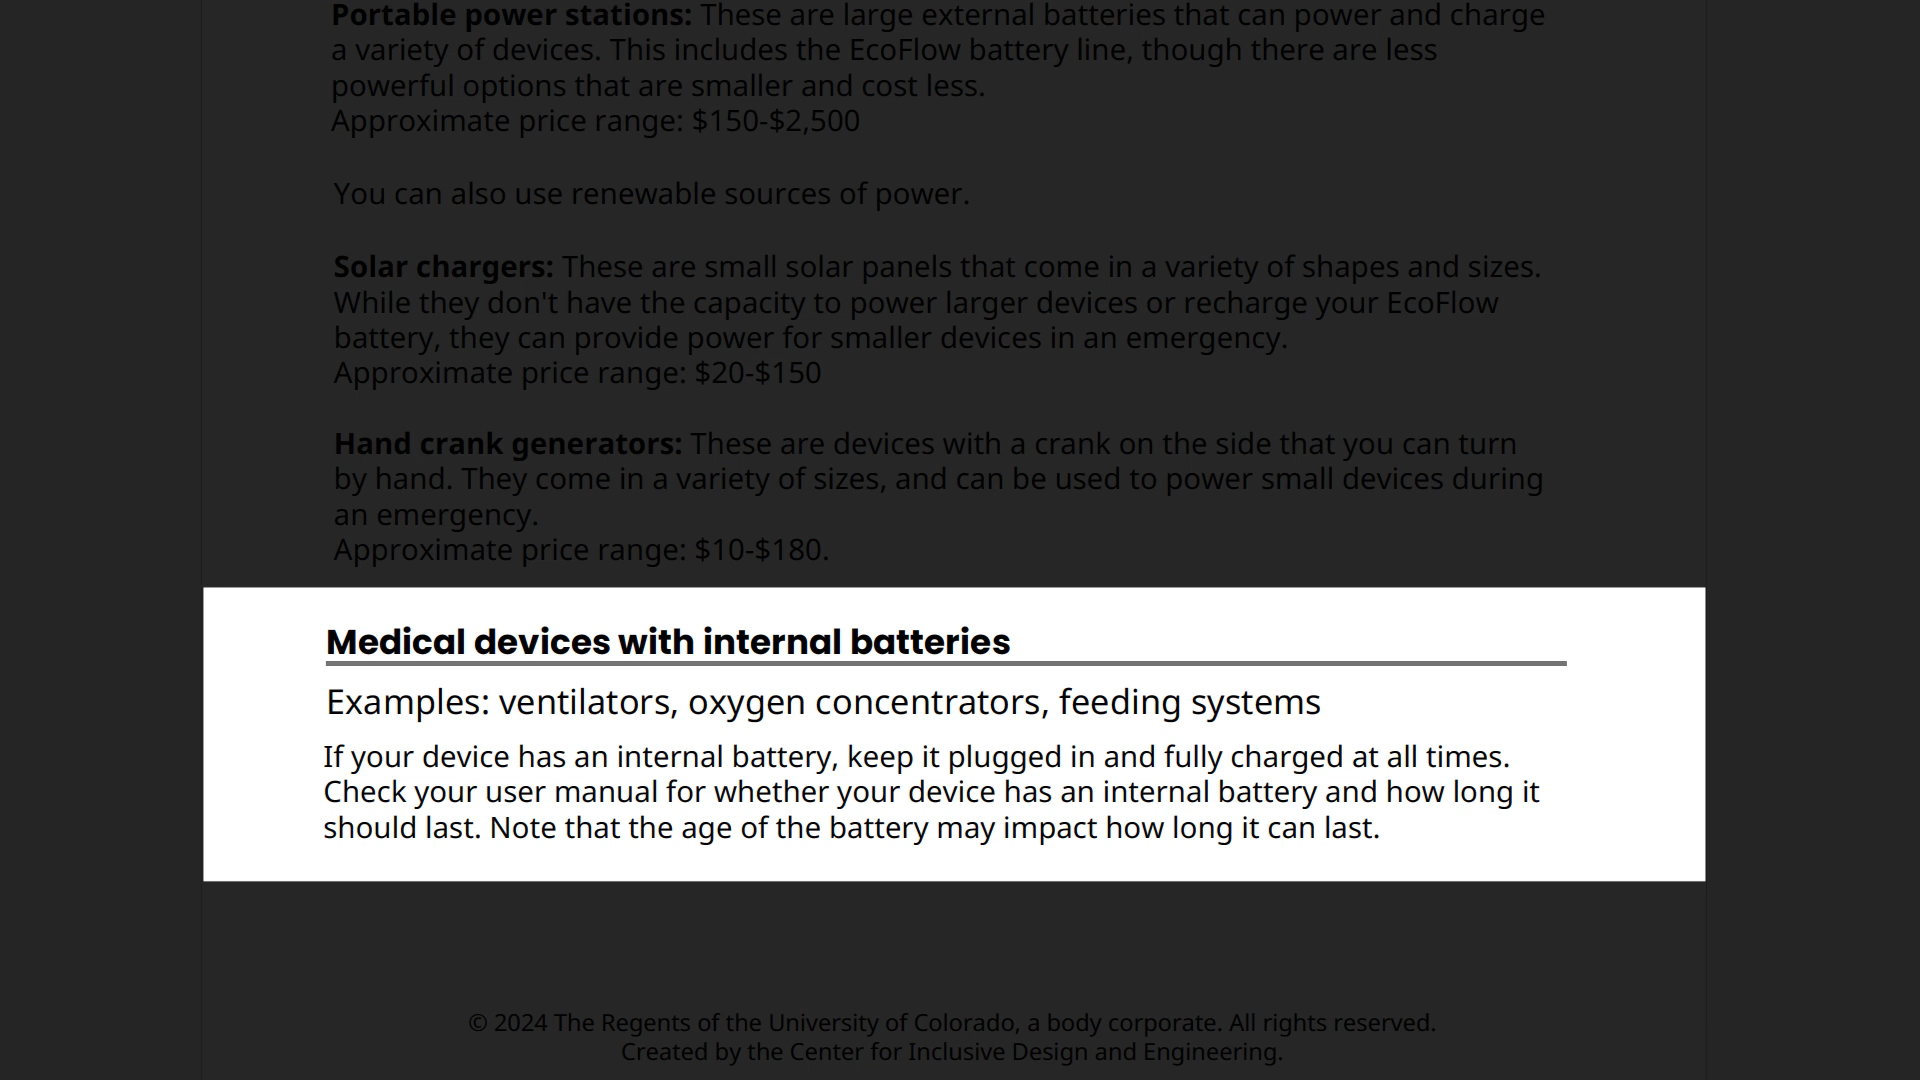 Portable power stations: These are large external batteries that can power and charge
a variety of devices. This includes the EcoFlow battery line, though there are less
powerful options that are smaller and cost less.
Approximate price range: $150-$2,500
You can also use renewable sources of power.
Solar chargers: These are small solar panels that come in a variety of shapes and sizes.
While they don't have the capacity to power larger devices or recharge your EcoFlow
battery, they can provide power for smaller devices in an emergency.
Approximate price range: $20-$150
Hand crank generators: These are devices with a crank on the side that you can turn
by hand. They come in a variety of sizes, and can be used to power small devices during
an emergency.
Approximate price range: $10-$180.
Medical devices with internal batteries
Examples: ventilators, oxygen concentrators, feeding systems
If your device has an internal battery, keep it plugged in and fully charged at all times.
Check your user manual for whether your device has an internal battery and how long it
should last. Note that the age of the battery may impact how long it can last.
© 2024 The Regents of the University of Colorado, a body corporate. All rights reserved.
Created by the Center for Inclusive Design and Engineering.